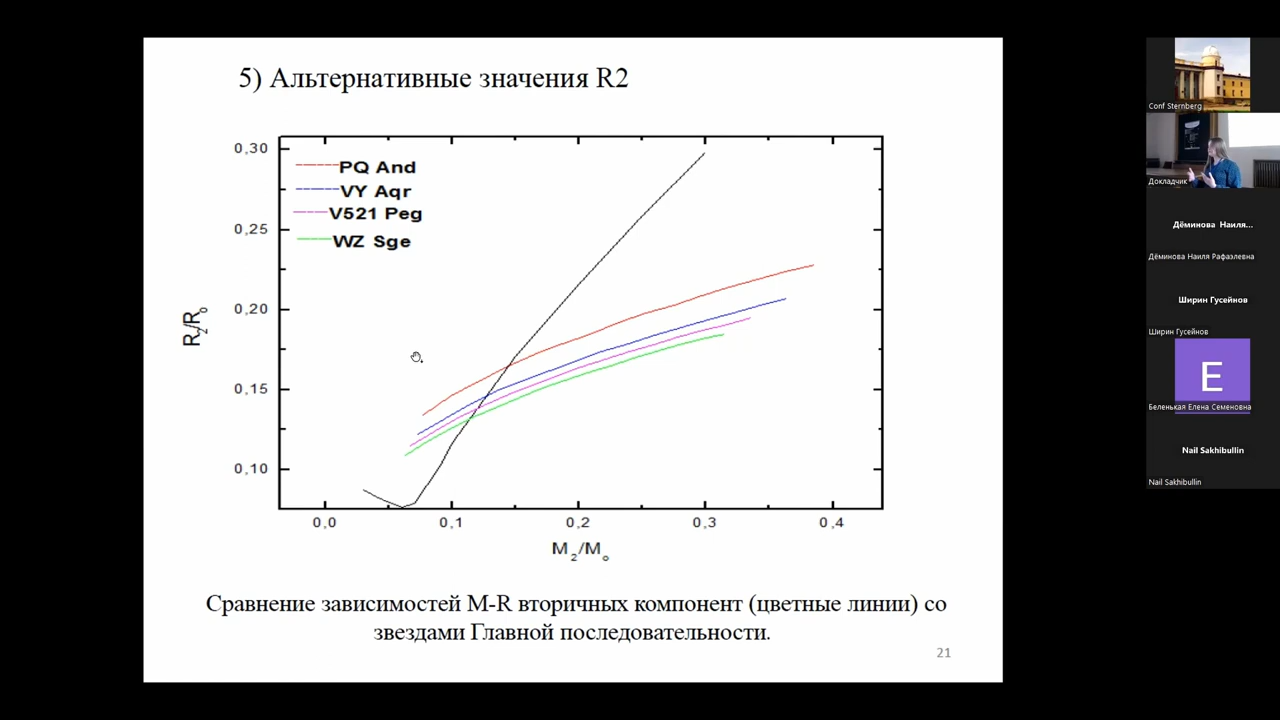 5) Альтернативные значения R2
0,30
0,25
0,20
0,15
0,10
R2/R₀
PQ And
VY Aqr
V521 Peg
WZ Sge
0,0
0,1
0,2
0,3
0,4
M2/M₀
Сравнение зависимостей M-R вторичных компонент (цветные линии) со
звездами Главной последовательности.
21
Conf Sternberg
Докладчик
Дёминова Наиля...
Дёминова Наиля Рафаэлевна
Ширин Гусейнов
Ширин Гусейнов
E
Беленькая Елена Семеновна
Nail Sakhibullin
Nail Sakhibullin